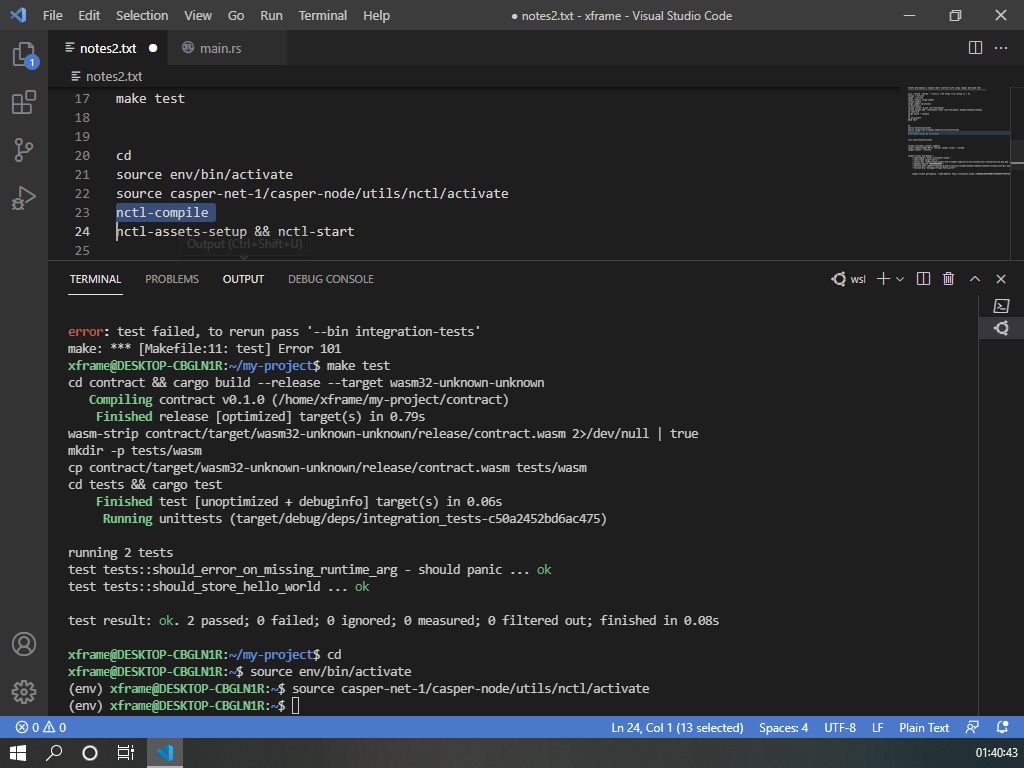 File Edit Selection View Go Run Terminal Help ● notes2.txt - xframe - Visual Studio Code
notes2.txt ● main.rs
1 notes2.txt
17 make test
18
19
20 cd
21 source env/bin/activate
22 source casper-net-1/casper-node/utils/nctl/activate
23 nctl-compile
24 nctl-assets-setup && nctl-start
Output (Ctrl+Shift+U)
25
TERMINAL PROBLEMS OUTPUT DEBUG CONSOLE wsl
error: test failed, to rerun pass '--bin integration-tests'
make: *** [Makefile:11: test] Error 101
xframe@DESKTOP-CBGLN1R:~/my-project$ make test
cd contract && cargo build --release --target wasm32-unknown-unknown
Compiling contract v0.1.0 (/home/xframe/my-project/contract)
Finished release [optimized] target(s) in 0.79s
wasm-strip contract/target/wasm32-unknown-unknown/release/contract.wasm 2>/dev/null | true
mkdir -p tests/wasm
cp contract/target/wasm32-unknown-unknown/release/contract.wasm tests/wasm
cd tests && cargo test
Finished test [unoptimized + debuginfo] target(s) in 0.06s
Running unittests (target/debug/deps/integration_tests-c50a2452bd6ac475)
running 2 tests
test tests::should_error_on_missing_runtime_arg - should panic ... ok
test tests::should_store_hello_world ... ok
test result: ok. 2 passed; 0 failed; 0 ignored; 0 measured; 0 filtered out; finished in 0.08s
xframe@DESKTOP-CBGLN1R:~/my-project$ cd
xframe@DESKTOP-CBGLN1R:~$ source env/bin/activate
(env) xframe@DESKTOP-CBGLN1R:~$ source casper-net-1/casper-node/utils/nctl/activate
(env) xframe@DESKTOP-CBGLN1R:~$
0 0 Ln 24, Col 1 (13 selected) Spaces: 4 UTF-8 LF Plain Text
01:40:43